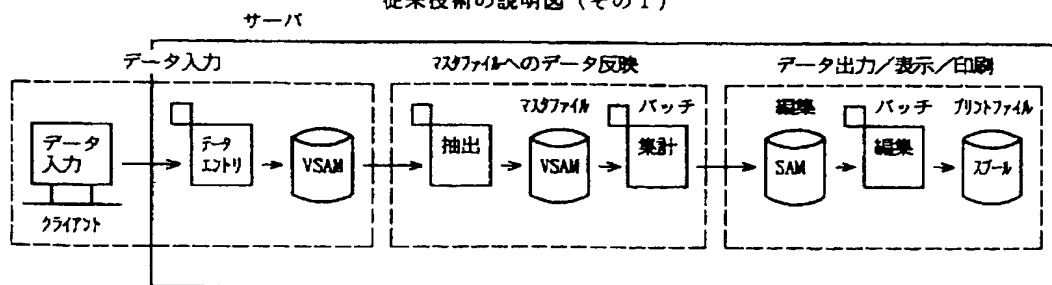 従来技術の説明図（その１）
サーバ
データ入力
マスタファイルへのデータ反映
データ出力／表示／印刷
データ
入力
クライアント
データ
エントリ
VSAM
抽出
マスタファイル
VSAM
バッチ
集計
編集
SAM
バッチ
編集
プリントファイル
スプール